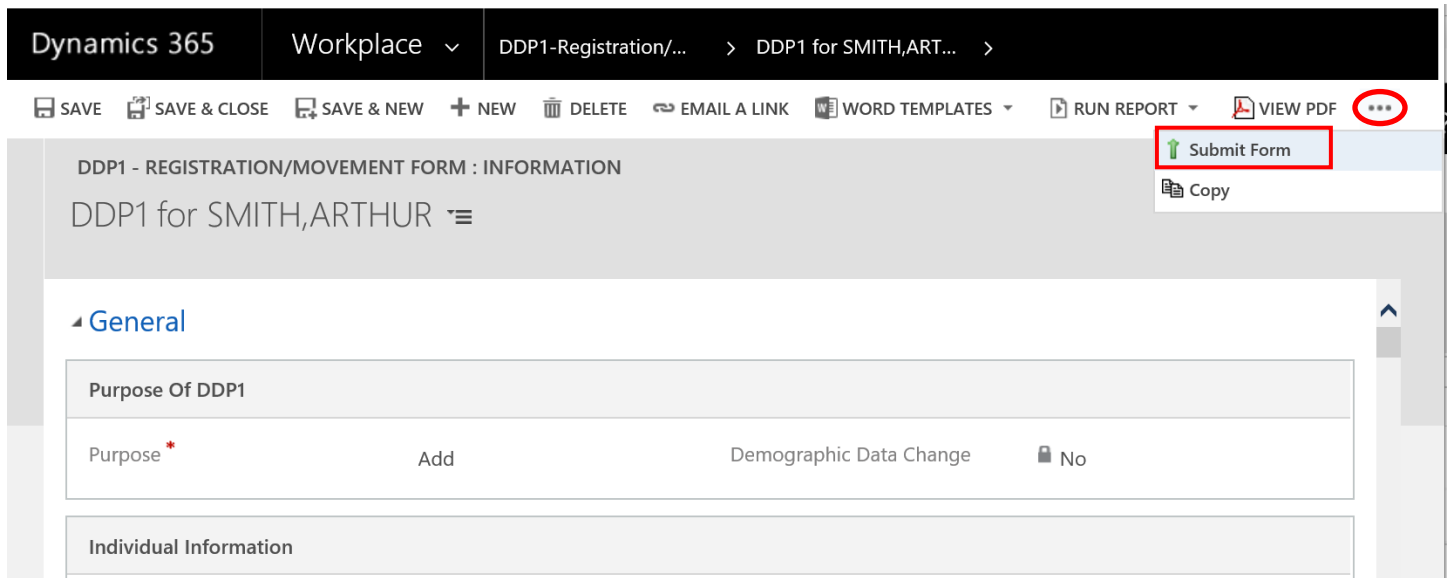 Dynamics 365 Workplace DDP1-Registration/... > DDP1 for SMITH,ART... >
SAVE SAVE & CLOSE SAVE & NEW NEW DELETE EMAIL A LINK WORD TEMPLATES RUN REPORT VIEW PDF •••
Submit Form
Copy
DDP1 - REGISTRATION/MOVEMENT FORM : INFORMATION
DDP1 for SMITH,ARTHUR
General
Purpose Of DDP1
Purpose * Add Demographic Data Change No
Individual Information